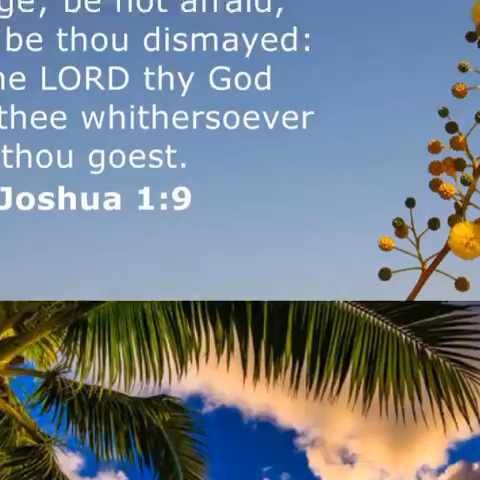 be not afraid,
be thou dismayed:
LORD thy God
thee whithersoever
thou goest.
Joshua 1:9